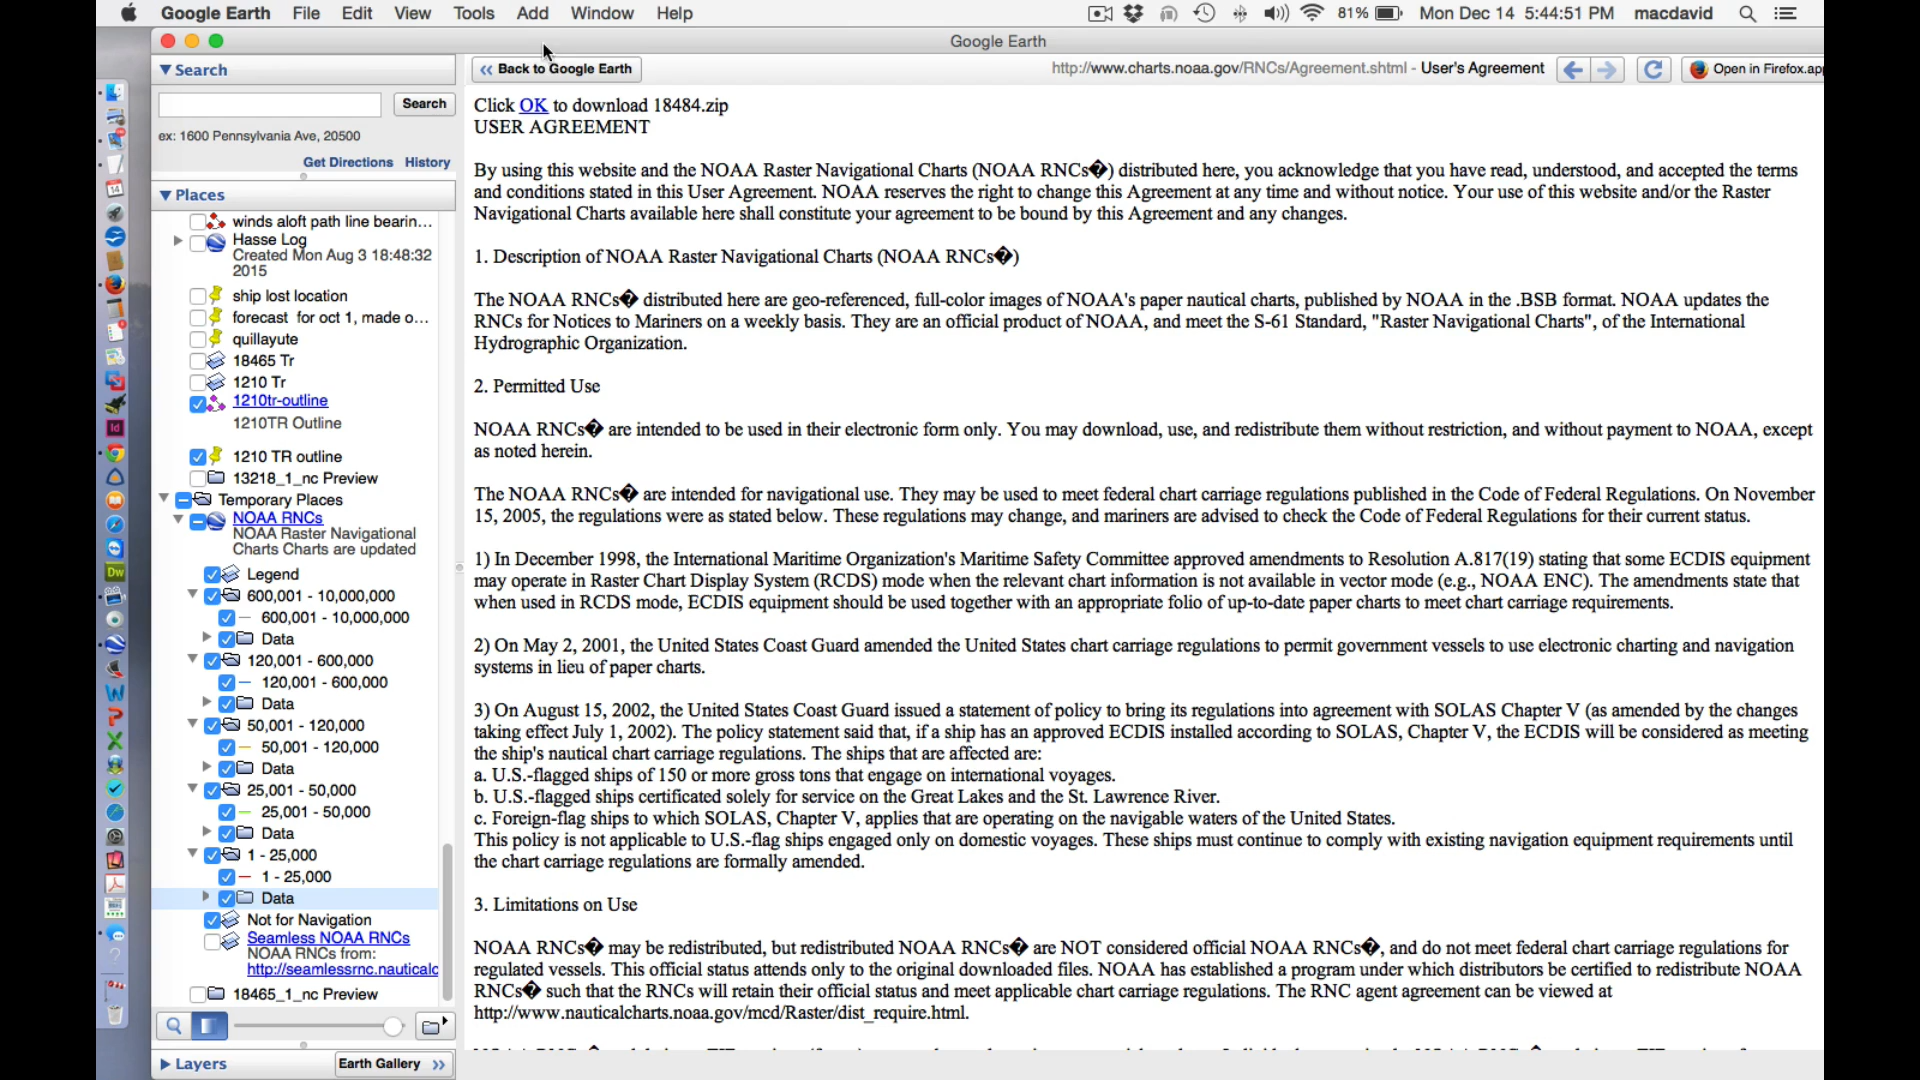 Google Earth File Edit View Tools Add Window Help 81% Mon Dec 14 5:44:51 PM macdavid
Google Earth
Search
Back to Google Earth
http://www.charts.noaa.gov/RNCs/Agreement.shtml - User's Agreement
Open in Firefox.app
Search
ex: 1600 Pennsylvania Ave, 20500
Get Directions History
Places
winds aloft path line bearin...
Hasse Log
Created Mon Aug 3 18:48:32
2015
ship lost location
forecast for oct 1, made o...
quillayute
18465 Tr
1210 Tr
1210tr-outline
1210TR Outline
1210 TR outline
13218_1_nc Preview
Temporary Places
NOAA RNCs
NOAA Raster Navigational
Charts Charts are updated
Legend
600,001 - 10,000,000
600,001 - 10,000,000
Data
120,001 - 600,000
120,001 - 600,000
Data
50,001 - 120,000
50,001 - 120,000
Data
25,001 - 50,000
25,001 - 50,000
Data
1 - 25,000
1 - 25,000
Data
Not for Navigation
Seamless NOAA RNCs
NOAA RNCs from:
http://seamlessrnc.nauticalc
18465_1_nc Preview
Layers
Earth Gallery
Click OK to download 18484.zip
USER AGREEMENT
By using this website and the NOAA Raster Navigational Charts (NOAA RNCs�) distributed here, you acknowledge that you have read, understood, and accepted the terms
and conditions stated in this User Agreement. NOAA reserves the right to change this Agreement at any time and without notice. Your use of this website and/or the Raster
Navigational Charts available here shall constitute your agreement to be bound by this Agreement and any changes.
1. Description of NOAA Raster Navigational Charts (NOAA RNCs�)
The NOAA RNCs� distributed here are geo-referenced, full-color images of NOAA's paper nautical charts, published by NOAA in the .BSB format. NOAA updates the
RNCs for Notices to Mariners on a weekly basis. They are an official product of NOAA, and meet the S-61 Standard, "Raster Navigational Charts", of the International
Hydrographic Organization.
2. Permitted Use
NOAA RNCs� are intended to be used in their electronic form only. You may download, use, and redistribute them without restriction, and without payment to NOAA, except
as noted herein.
The NOAA RNCs� are intended for navigational use. They may be used to meet federal chart carriage regulations published in the Code of Federal Regulations. On November
15, 2005, the regulations were as stated below. These regulations may change, and mariners are advised to check the Code of Federal Regulations for their current status.
1) In December 1998, the International Maritime Organization's Maritime Safety Committee approved amendments to Resolution A.817(19) stating that some ECDIS equipment
may operate in Raster Chart Display System (RCDS) mode when the relevant chart information is not available in vector mode (e.g., NOAA ENC). The amendments state that
when used in RCDS mode, ECDIS equipment should be used together with an appropriate folio of up-to-date paper charts to meet chart carriage requirements.
2) On May 2, 2001, the United States Coast Guard amended the United States chart carriage regulations to permit government vessels to use electronic charting and navigation
systems in lieu of paper charts.
3) On August 15, 2002, the United States Coast Guard issued a statement of policy to bring its regulations into agreement with SOLAS Chapter V (as amended by the changes
taking effect July 1, 2002). The policy statement said that, if a ship has an approved ECDIS installed according to SOLAS, Chapter V, the ECDIS will be considered as meeting
the ship's nautical chart carriage regulations. The ships that are affected are:
a. U.S.-flagged ships of 150 or more gross tons that engage on international voyages.
b. U.S.-flagged ships certificated solely for service on the Great Lakes and the St. Lawrence River.
c. Foreign-flag ships to which SOLAS, Chapter V, applies that are operating on the navigable waters of the United States.
This policy is not applicable to U.S.-flag ships engaged only on domestic voyages. These ships must continue to comply with existing navigation equipment requirements until
the chart carriage regulations are formally amended.
3. Limitations on Use
NOAA RNCs� may be redistributed, but redistributed NOAA RNCs� are NOT considered official NOAA RNCs�, and do not meet federal chart carriage regulations for
regulated vessels. This official status attends only to the original downloaded files. NOAA has established a program under which distributors be certified to redistribute NOAA
RNCs� such that the RNCs will retain their official status and meet applicable chart carriage regulations. The RNC agent agreement can be viewed at
http://www.nauticalcharts.noaa.gov/mcd/Raster/dist_require.html.